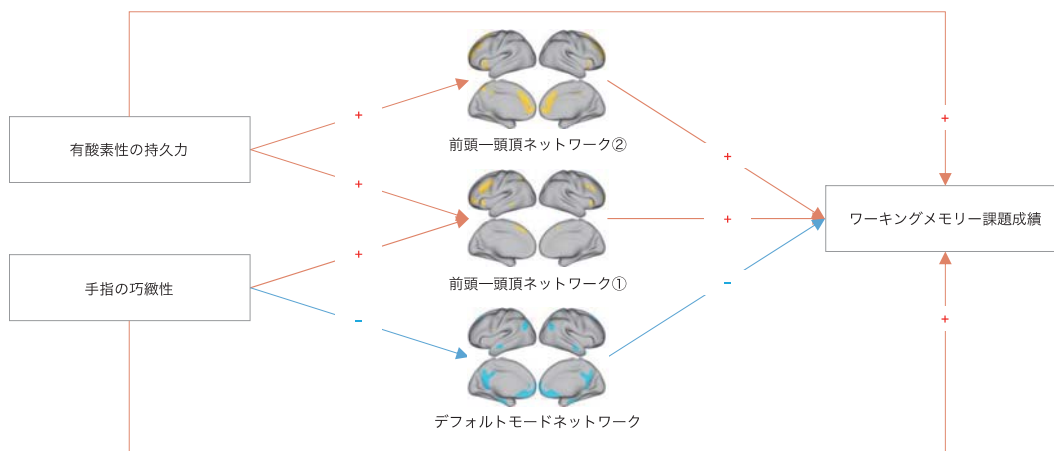 前頭ー頭頂ネットワーク②
有酸素性の持久力
前頭ー頭頂ネットワーク①
手指の巧緻性
デフォルトモードネットワーク
ワーキングメモリー課題成績
+
+
+
−
+
+
−
+
+